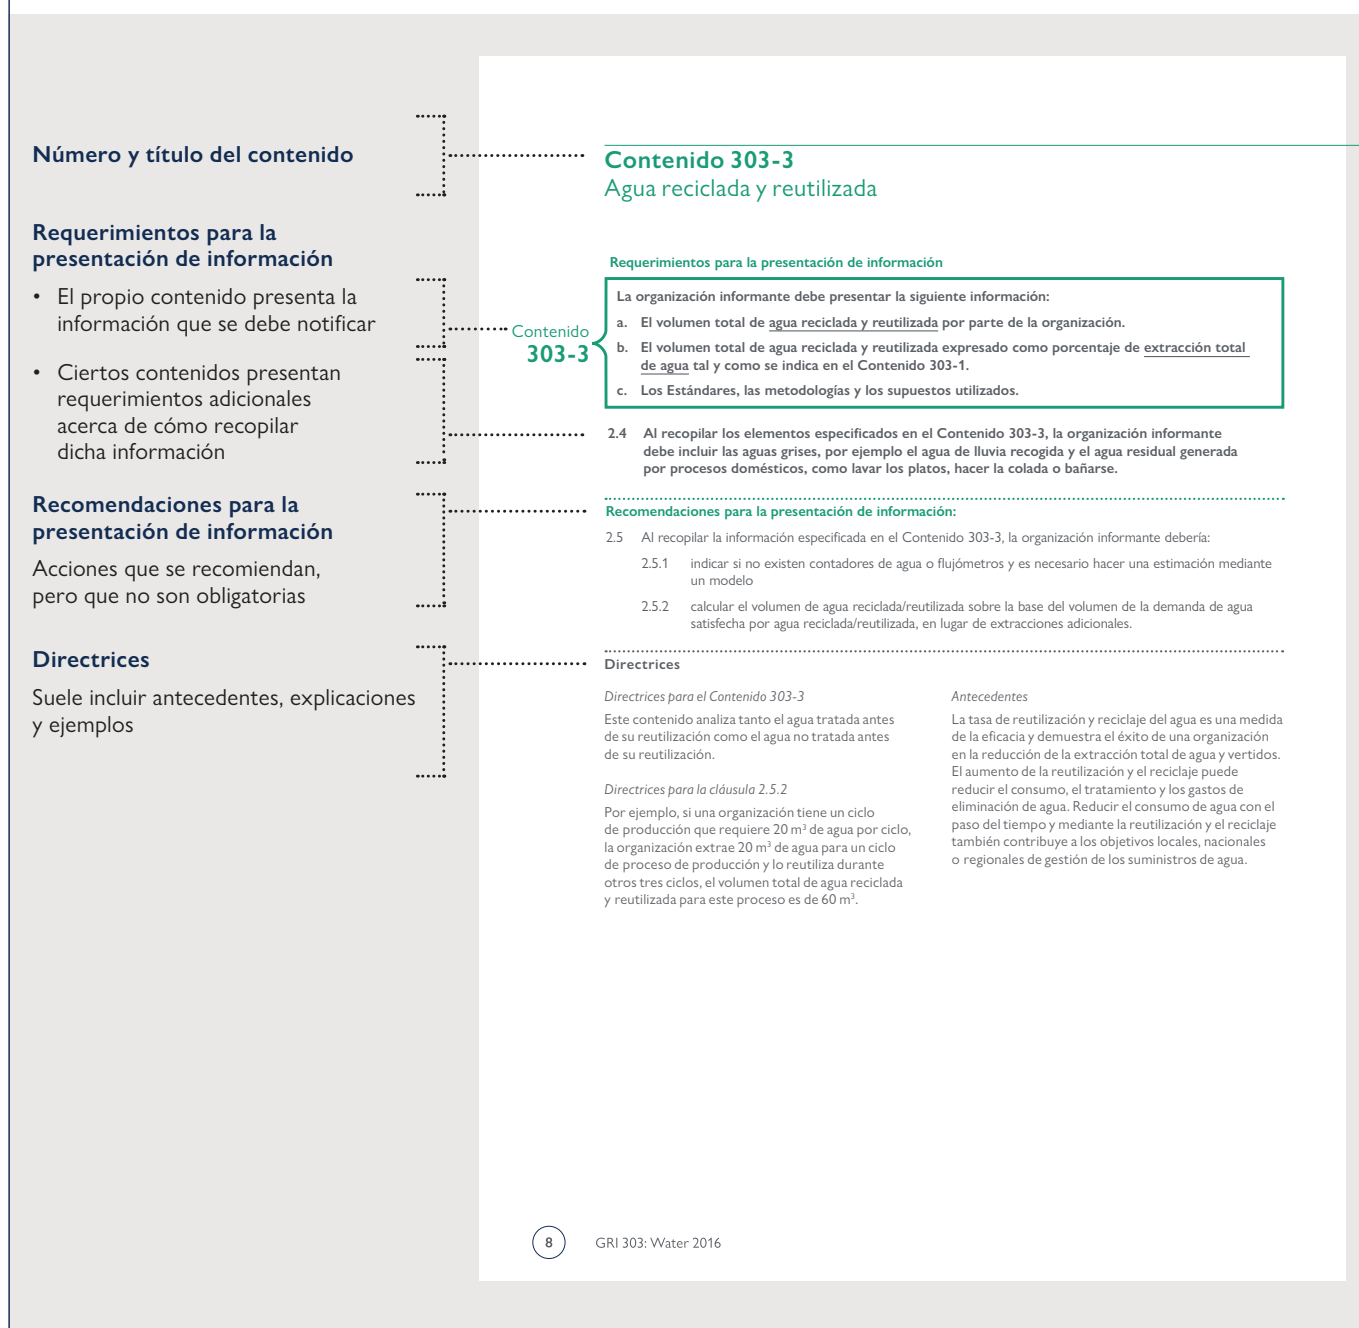 Número y título del contenido
Requerimientos para la
presentación de información
• El propio contenido presenta la
información que se debe notificar
• Ciertos contenidos presentan
requerimientos adicionales
acerca de cómo recopilar
dicha información
Recomendaciones para la
presentación de información
Acciones que se recomiendan,
pero que no son obligatorias
Directrices
Suele incluir antecedentes, explicaciones
y ejemplos
Contenido 303-3
Agua reciclada y reutilizada
Requerimientos para la presentación de información
Contenido
303-3
La organización informante debe presentar la siguiente información:
a. El volumen total de agua reciclada y reutilizada por parte de la organización.
b. El volumen total de agua reciclada y reutilizada expresado como porcentaje de extracción total
de agua tal y como se indica en el Contenido 303-1.
c. Los Estándares, las metodologías y los supuestos utilizados.
2.4 Al recopilar los elementos especificados en el Contenido 303-3, la organización informante
debe incluir las aguas grises, por ejemplo el agua de lluvia recogida y el agua residual generada
por procesos domésticos, como lavar los platos, hacer la colada o bañarse.
Recomendaciones para la presentación de información:
2.5 Al recopilar la información especificada en el Contenido 303-3, la organización informante debería:
2.5.1 indicar si no existen contadores de agua o flujómetros y es necesario hacer una estimación mediante
un modelo
2.5.2 calcular el volumen de agua reciclada/reutilizada sobre la base del volumen de la demanda de agua
satisfecha por agua reciclada/reutilizada, en lugar de extracciones adicionales.
Directrices
Directrices para el Contenido 303-3
Este contenido analiza tanto el agua tratada antes
de su reutilización como el agua no tratada antes
de su reutilización.
Directrices para la cláusula 2.5.2
Por ejemplo, si una organización tiene un ciclo
de producción que requiere 20 m³ de agua por ciclo,
la organización extrae 20 m³ de agua para un ciclo
de proceso de producción y lo reutiliza durante
otros tres ciclos, el volumen total de agua reciclada
y reutilizada para este proceso es de 60 m³.
Antecedentes
La tasa de reutilización y reciclaje del agua es una medida
de la eficacia y demuestra el éxito de una organización
en la reducción de la extracción total de agua y vertidos.
El aumento de la reutilización y el reciclaje puede
reducir el consumo, el tratamiento y los gastos de
eliminación de agua. Reducir el consumo de agua con el
paso del tiempo y mediante la reutilización y el reciclaje
también contribuye a los objetivos locales, nacionales
o regionales de gestión de los suministros de agua.
8 GRI 303: Water 2016